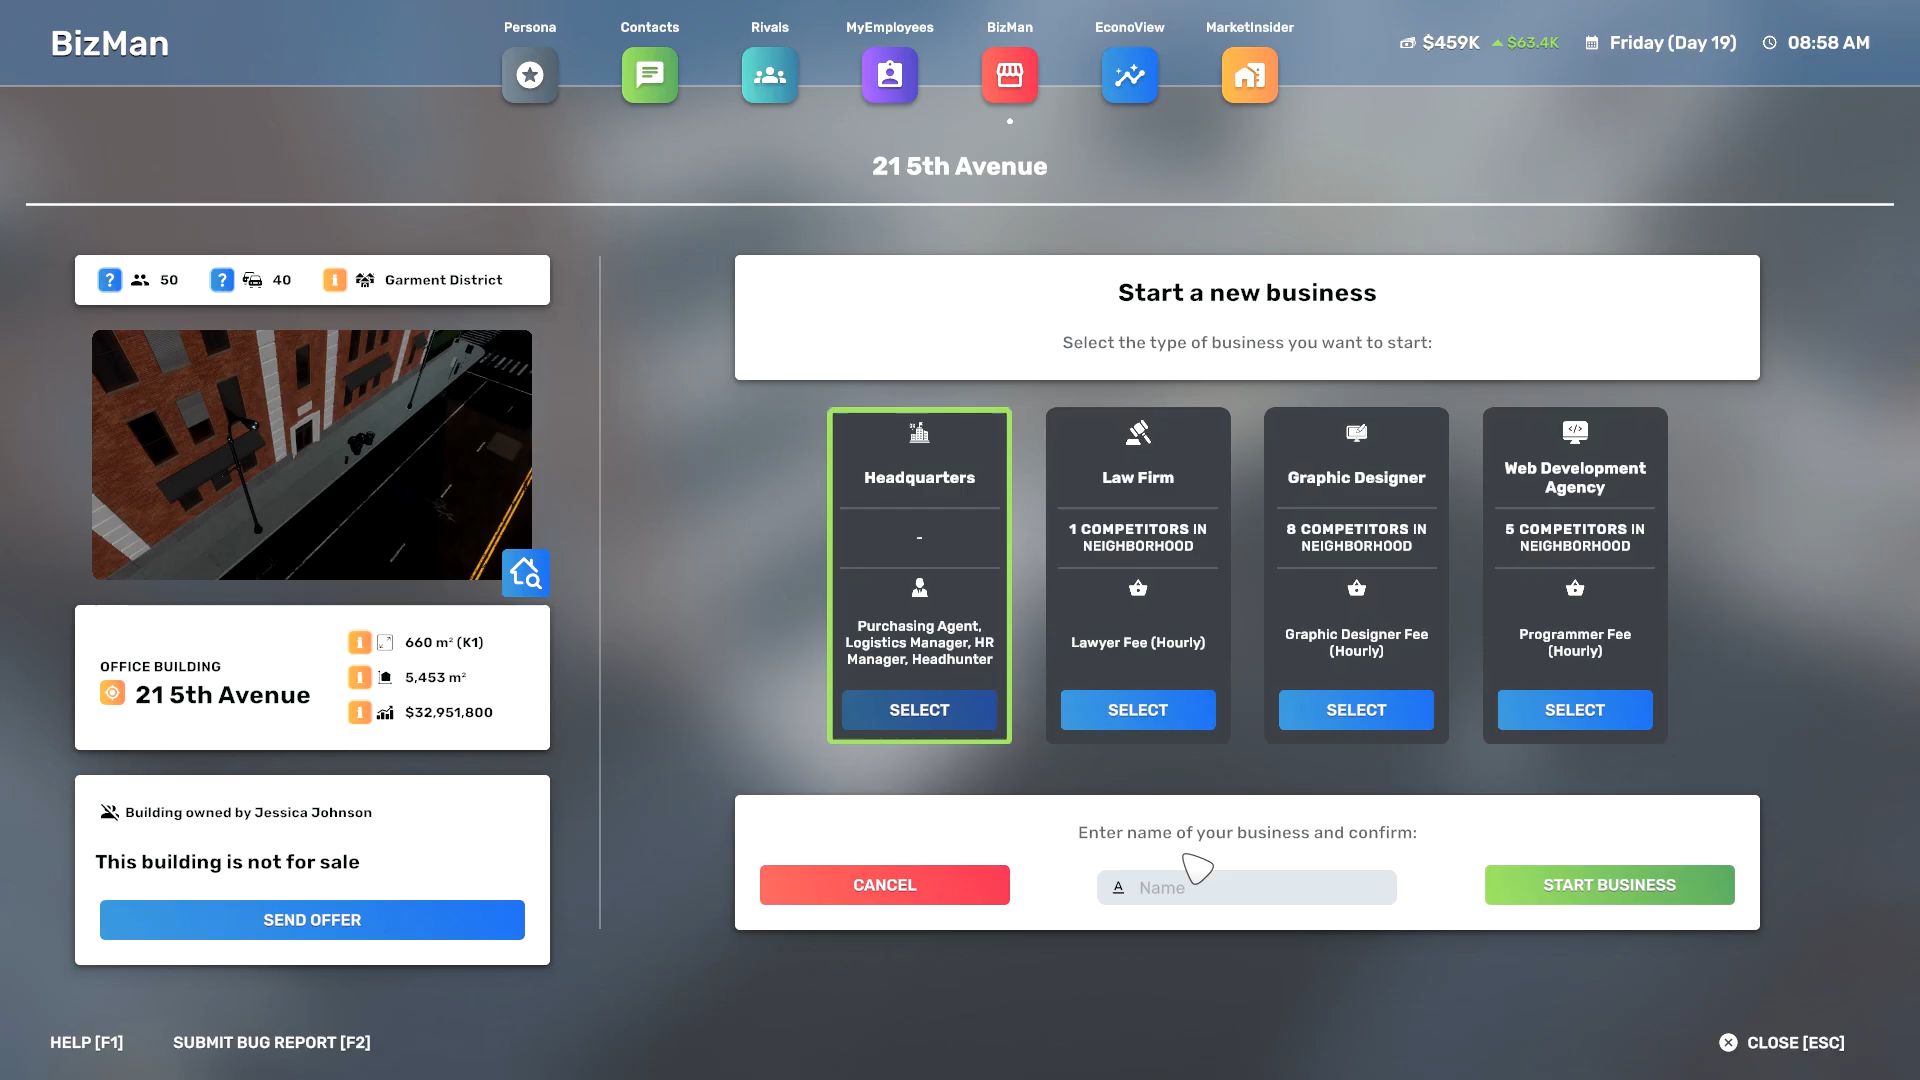 BizMan
Persona
Contacts
Rivals
MyEmployees
BizMan
EconoView
MarketInsider
$459K
$63.4K
Friday (Day 19)
08:58 AM
21 5th Avenue
? 50
? 40
i Garment District
OFFICE BUILDING
21 5th Avenue
i 660 m² (K1)
i 5,453 m²
i $32,951,800
Building owned by Jessica Johnson
This building is not for sale
SEND OFFER
Start a new business
Select the type of business you want to start:
Headquarters
-
Purchasing Agent,
Logistics Manager, HR
Manager, Headhunter
SELECT
Law Firm
1 COMPETITORS IN
NEIGHBORHOOD
Lawyer Fee (Hourly)
SELECT
Graphic Designer
8 COMPETITORS IN
NEIGHBORHOOD
Graphic Designer Fee
(Hourly)
SELECT
Web Development
Agency
5 COMPETITORS IN
NEIGHBORHOOD
Programmer Fee
(Hourly)
SELECT
Enter name of your business and confirm:
CANCEL
A Name
START BUSINESS
HELP [F1]
SUBMIT BUG REPORT [F2]
CLOSE [ESC]